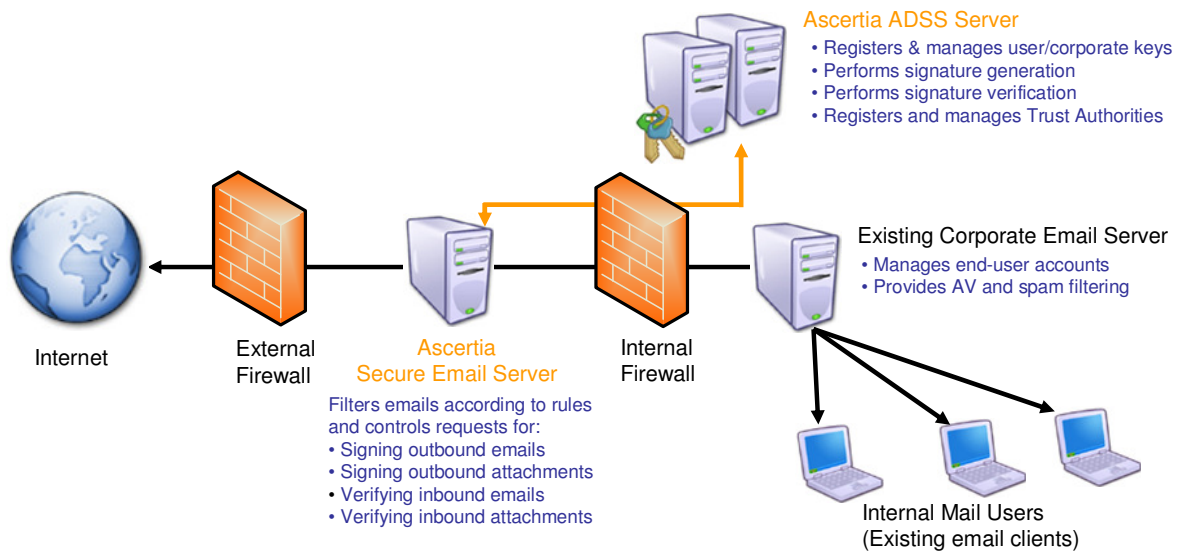 Ascertia ADSS Server
• Registers & manages user/corporate keys
• Performs signature generation
• Performs signature verification
• Registers and manages Trust Authorities
Existing Corporate Email Server
• Manages end-user accounts
• Provides AV and spam filtering
Internet
External
Firewall
Ascertia
Secure Email Server
Filters emails according to rules
and controls requests for:
• Signing outbound emails
• Signing outbound attachments
• Verifying inbound emails
• Verifying inbound attachments
Internal
Firewall
Internal Mail Users
(Existing email clients)